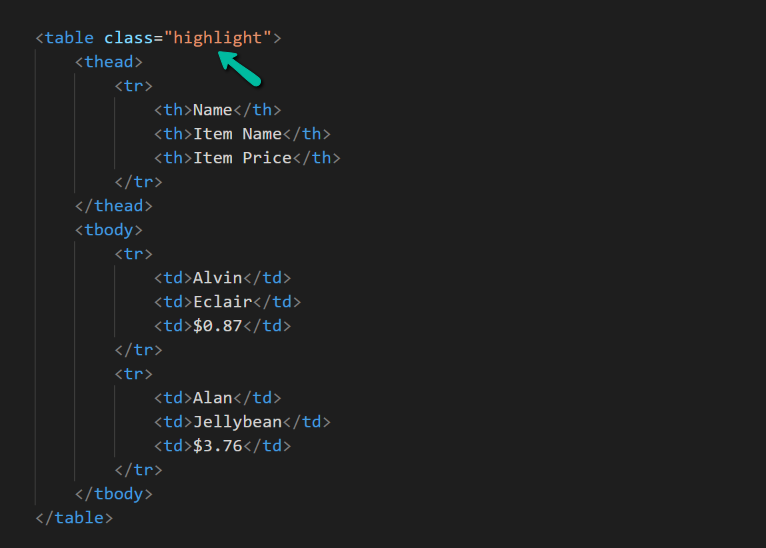 <table class="highlight">
<thead>
<tr>
<th>Name</th>
<th>Item Name</th>
<th>Item Price</th>
</tr>
</thead>
<tbody>
<tr>
<td>Alvin</td>
<td>Eclair</td>
<td>$0.87</td>
</tr>
<tr>
<td>Alan</td>
<td>Jellybean</td>
<td>$3.76</td>
</tr>
</tbody>
</table>